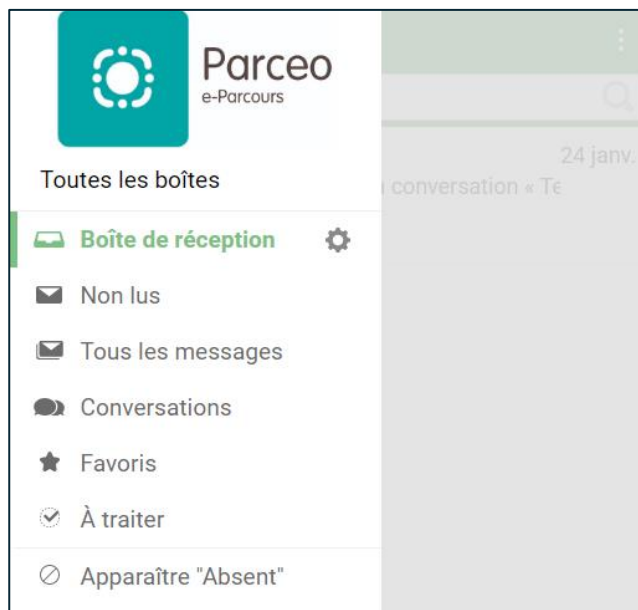 Parceo
e-Parcours
24 janv.
conversation « Te
Toutes les boîtes
Boîte de réception
Non lus
Tous les messages
Conversations
Favoris
À traiter
Apparaître "Absent"